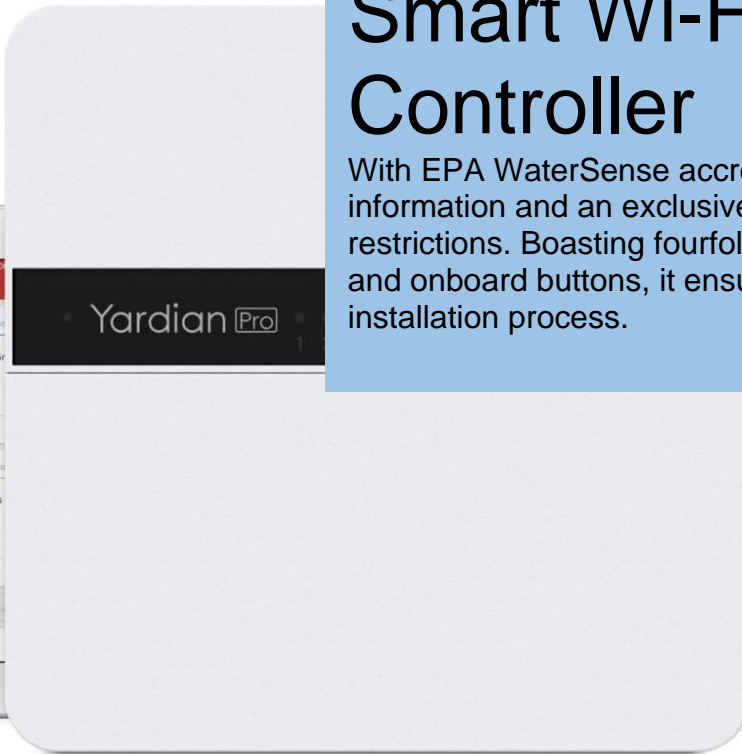 Smart Wi-F
Controller
With EPA WaterSense accre
information and an exclusive
restrictions. Boasting fourfol
and onboard buttons, it ensu
installation process.
Yardian Pro
1